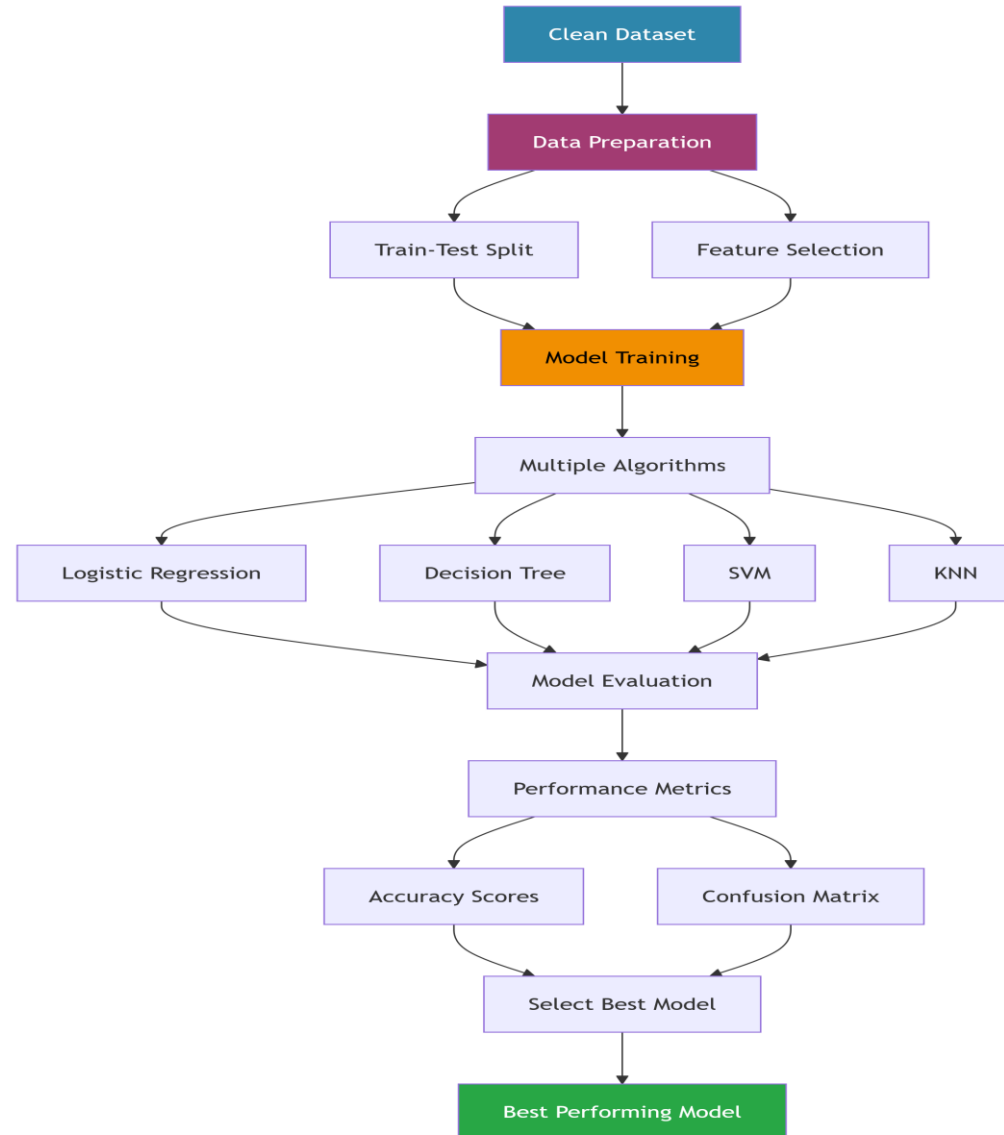 Clean Dataset
Data Preparation
Train-Test Split
Feature Selection
Model Training
Multiple Algorithms
Logistic Regression
Decision Tree
SVM
KNN
Model Evaluation
Performance Metrics
Accuracy Scores
Confusion Matrix
Select Best Model
Best Performing Model